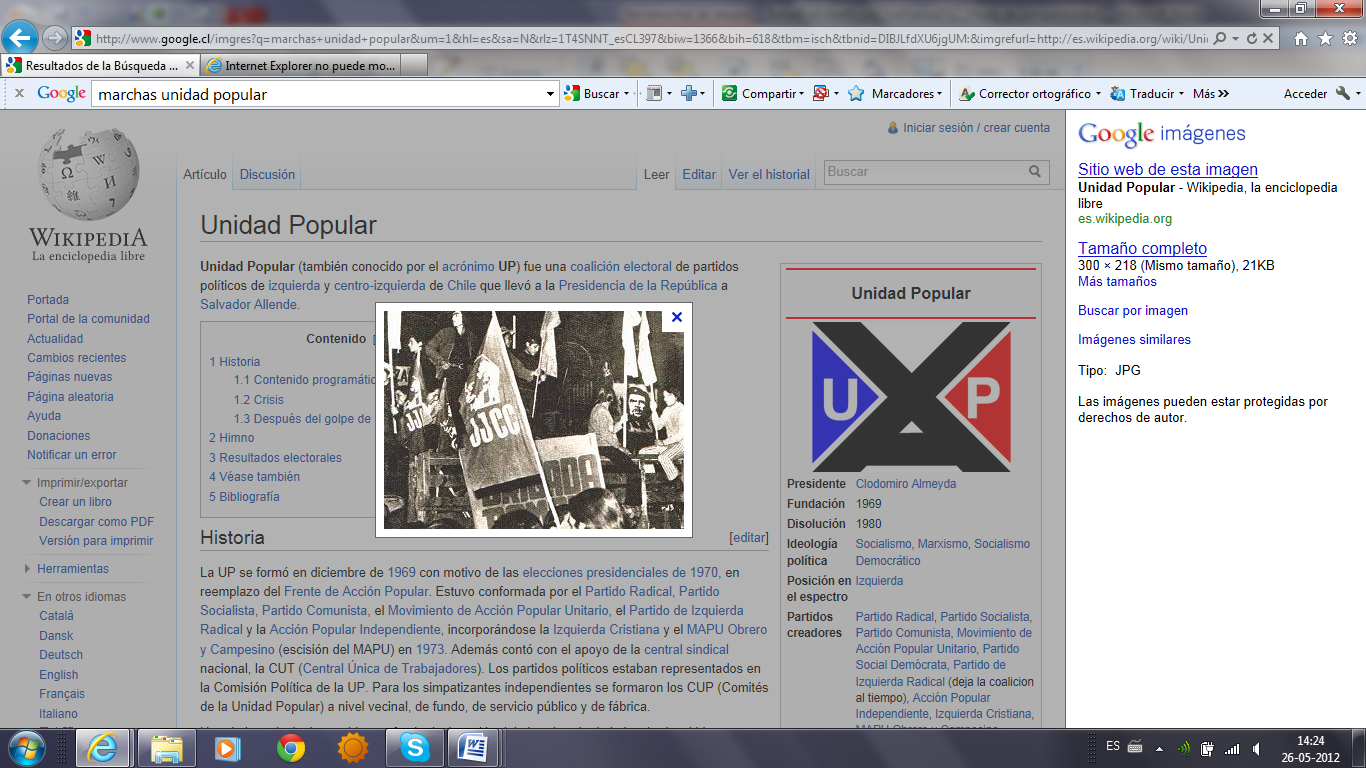 http://www.google.cl/imgres?q=marchas+unidad+popular&um=1&hl=es&sa=N&rlz=1T4SNNT_esCL397&biw=1366&bih=618&tbm=isch&tbnid=DIBJLfdXU6jgUM:&imgrefurl=http://es.wikipedia.org/wiki/Uni
Resultados de la Búsqueda ...
Internet Explorer no puede mo...
Google marchas unidad popular Buscar Compartir Marcadores Corrector ortográfico Traducir Más Acceder
WIKIPEDIA
La enciclopedia libre
Portada
Portal de la comunidad
Actualidad
Cambios recientes
Páginas nuevas
Página aleatoria
Ayuda
Donaciones
Notificar un error
Imprimir/exportar
Crear un libro
Descargar como PDF
Versión para imprimir
Herramientas
En otros idiomas
Català
Dansk
Deutsch
English
Français
Italiano
Iniciar sesión / crear cuenta
Artículo Discusión Leer Editar Ver el historial Buscar
Unidad Popular
Unidad Popular (también conocido por el acrónimo UP) fue una coalición electoral de partidos
políticos de izquierda y centro-izquierda de Chile que llevó a la Presidencia de la República a
Salvador Allende.
Contenido [
1 Historia
1.1 Contenido programátic
1.2 Crisis
1.3 Después del golpe de
2 Himno
3 Resultados electorales
4 Véase también
5 Bibliografía
JJCC
Historia [editar]
La UP se formó en diciembre de 1969 con motivo de las elecciones presidenciales de 1970, en
reemplazo del Frente de Acción Popular. Estuvo conformada por el Partido Radical, Partido
Socialista, Partido Comunista, el Movimiento de Acción Popular Unitario, el Partido de Izquierda
Radical y la Acción Popular Independiente, incorporándose la Izquierda Cristiana y el MAPU Obrero
y Campesino (escisión del MAPU) en 1973. Además contó con el apoyo de la central sindical
nacional, la CUT (Central Única de Trabajadores). Los partidos políticos estaban representados en
la Comisión Política de la UP. Para los simpatizantes independientes se formaron los CUP (Comités
de la Unidad Popular) a nivel vecinal, de fundo, de servicio público y de fábrica.
Unidad Popular
U P
Presidente Clodomiro Almeyda
Fundación 1969
Disolución 1980
Ideología política Socialismo, Marxismo, Socialismo
Democrático
Posición en el espectro Izquierda
Partidos creadores Partido Radical, Partido Socialista,
Partido Comunista, Movimiento de
Acción Popular Unitario, Partido
Social Demócrata, Partido de
Izquierda Radical (deja la coalicion
al tiempo), Acción Popular
Independiente, Izquierda Cristiana,
MAPU Obrero y Campesino
Google imágenes
Sitio web de esta imagen
Unidad Popular - Wikipedia, la enciclopedia
libre
es.wikipedia.org
Tamaño completo
300 × 218 (Mismo tamaño), 21KB
Más tamaños
Buscar por imagen
Imágenes similares
Tipo: JPG
Las imágenes pueden estar protegidas por
derechos de autor.
ES
14:24
26-05-2012